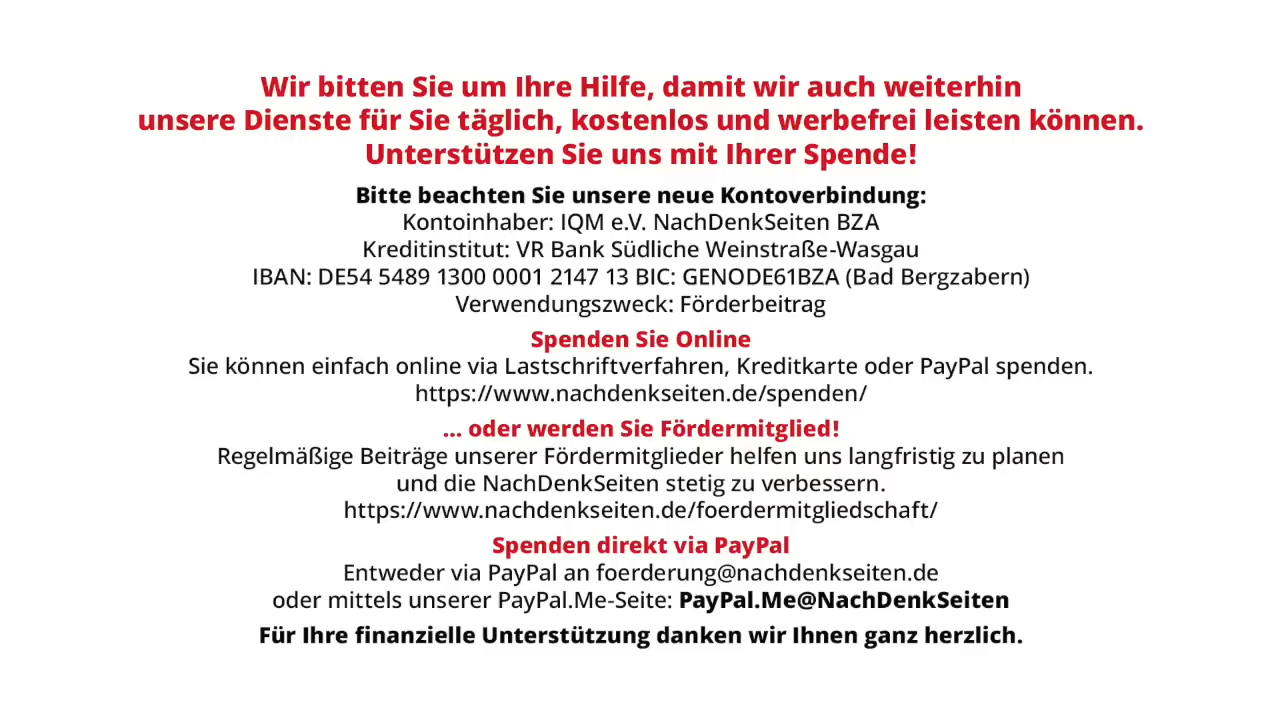 Wir bitten Sie um Ihre Hilfe, damit wir auch weiterhin
unsere Dienste für Sie täglich, kostenlos und werbefrei leisten können.
Unterstützen Sie uns mit Ihrer Spende!
Bitte beachten Sie unsere neue Kontoverbindung:
Kontoinhaber: IQM e.V. NachDenkSeiten BZA
Kreditinstitut: VR Bank Südliche Weinstraße-Wasgau
IBAN: DE54 5489 1300 0001 2147 13 BIC: GENODE61BZA (Bad Bergzabern)
Verwendungszweck: Förderbeitrag
Spenden Sie Online
Sie können einfach online via Lastschriftverfahren, Kreditkarte oder PayPal spenden.
https://www.nachdenkseiten.de/spenden/
... oder werden Sie Fördermitglied!
Regelmäßige Beiträge unserer Fördermitglieder helfen uns langfristig zu planen
und die NachDenkSeiten stetig zu verbessern.
https://www.nachdenkseiten.de/foerdermitgliedschaft/
Spenden direkt via PayPal
Entweder via PayPal an foerderung@nachdenkseiten.de
oder mittels unserer PayPal.Me-Seite: PayPal.Me@NachDenkSeiten
Für Ihre finanzielle Unterstützung danken wir Ihnen ganz herzlich.